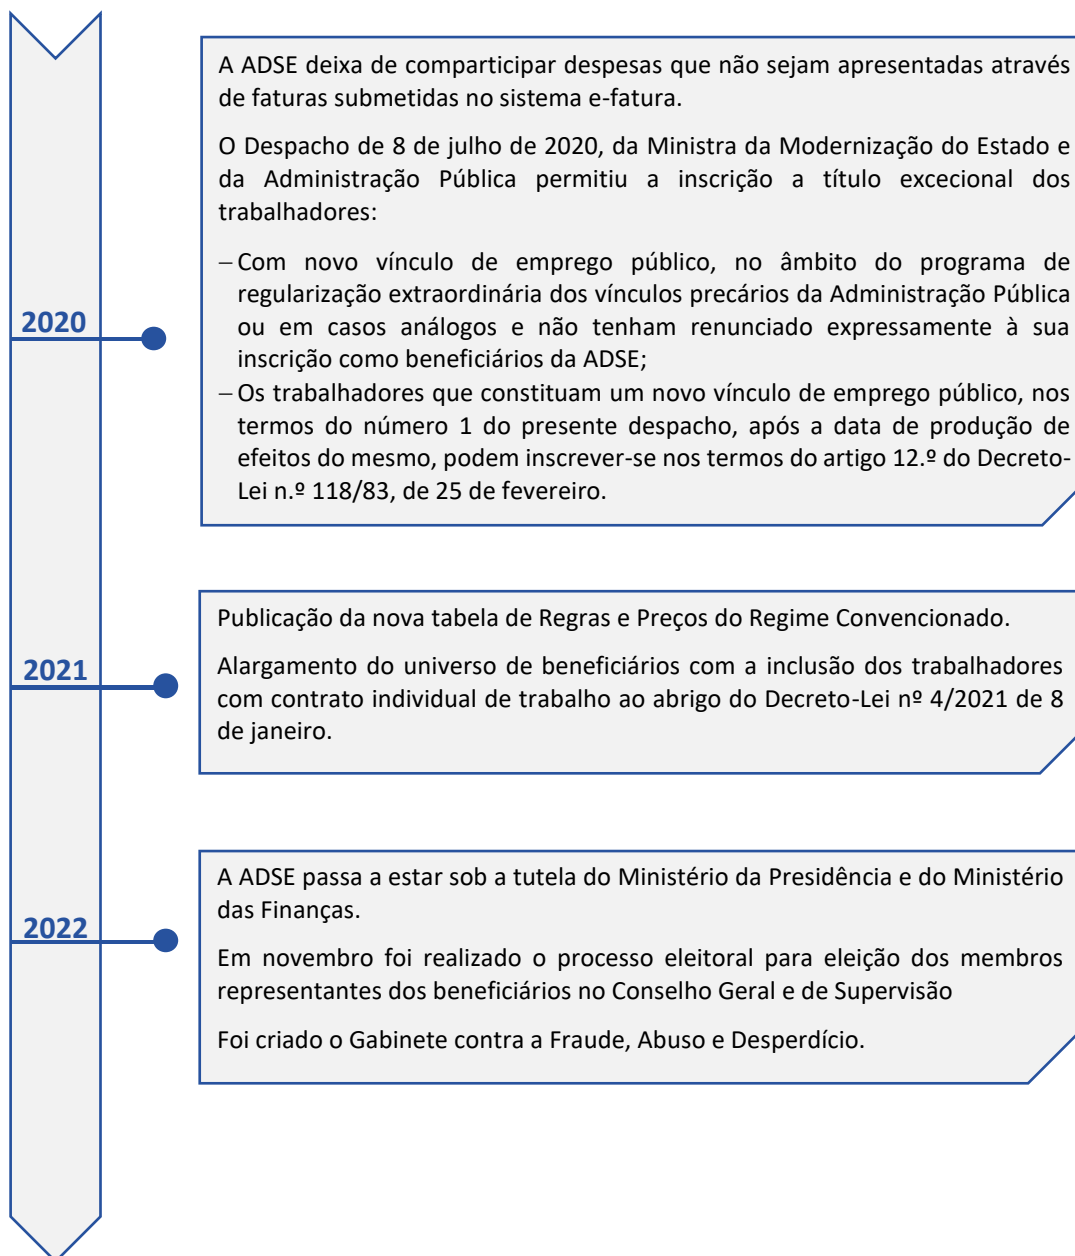 A ADSE deixa de comparticipar despesas que não sejam apresentadas através
de faturas submetidas no sistema e-fatura.
O Despacho de 8 de julho de 2020, da Ministra da Modernização do Estado e
da Administração Pública permitiu a inscrição a título excecional dos
trabalhadores:
– Com novo vínculo de emprego público, no âmbito do programa de
regularização extraordinária dos vínculos precários da Administração Pública
ou em casos análogos e não tenham renunciado expressamente à sua
inscrição como beneficiários da ADSE;
– Os trabalhadores que constituam um novo vínculo de emprego público, nos
termos do número 1 do presente despacho, após a data de produção de
efeitos do mesmo, podem inscrever-se nos termos do artigo 12.º do Decreto-
Lei n.º 118/83, de 25 de fevereiro.
2020
Publicação da nova tabela de Regras e Preços do Regime Convencionado.
Alargamento do universo de beneficiários com a inclusão dos trabalhadores
com contrato individual de trabalho ao abrigo do Decreto-Lei nº 4/2021 de 8
de janeiro.
2021
A ADSE passa a estar sob a tutela do Ministério da Presidência e do Ministério
das Finanças.
Em novembro foi realizado o processo eleitoral para eleição dos membros
representantes dos beneficiários no Conselho Geral e de Supervisão
Foi criado o Gabinete contra a Fraude, Abuso e Desperdício.
2022